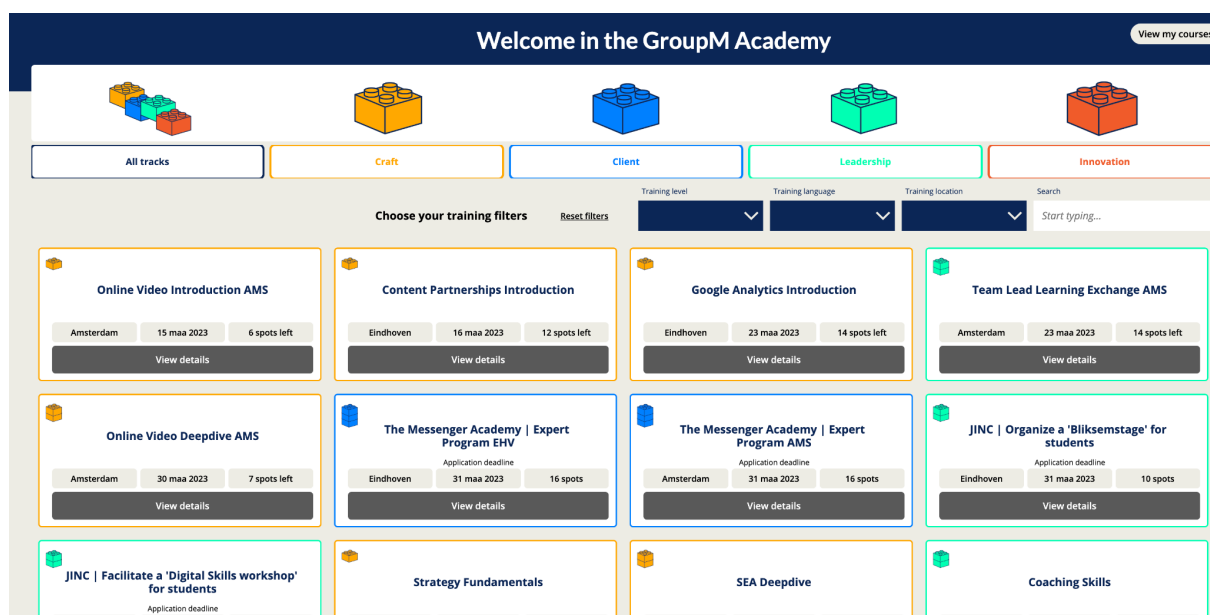 Welcome in the GroupM Academy
View my courses
All tracks
Craft
Client
Leadership
Innovation
Training level
Training language
Training location
Search
Choose your training filters
Reset filters
Start typing...
Online Video Introduction AMS
Amsterdam
15 maa 2023
6 spots left
View details
Content Partnerships Introduction
Eindhoven
16 maa 2023
12 spots left
View details
Google Analytics Introduction
Eindhoven
23 maa 2023
14 spots left
View details
Team Lead Learning Exchange AMS
Amsterdam
23 maa 2023
14 spots left
View details
Online Video Deepdive AMS
Amsterdam
30 maa 2023
7 spots left
View details
The Messenger Academy | Expert
Program EHV
Application deadline
Eindhoven
31 maa 2023
16 spots
View details
The Messenger Academy | Expert
Program AMS
Application deadline
Amsterdam
31 maa 2023
16 spots
View details
JINC | Organize a 'Bliksemstage' for
students
Application deadline
Eindhoven
31 maa 2023
10 spots
View details
JINC | Facilitate a 'Digital Skills workshop'
for students
Application deadline
Strategy Fundamentals
SEA Deepdive
Coaching Skills